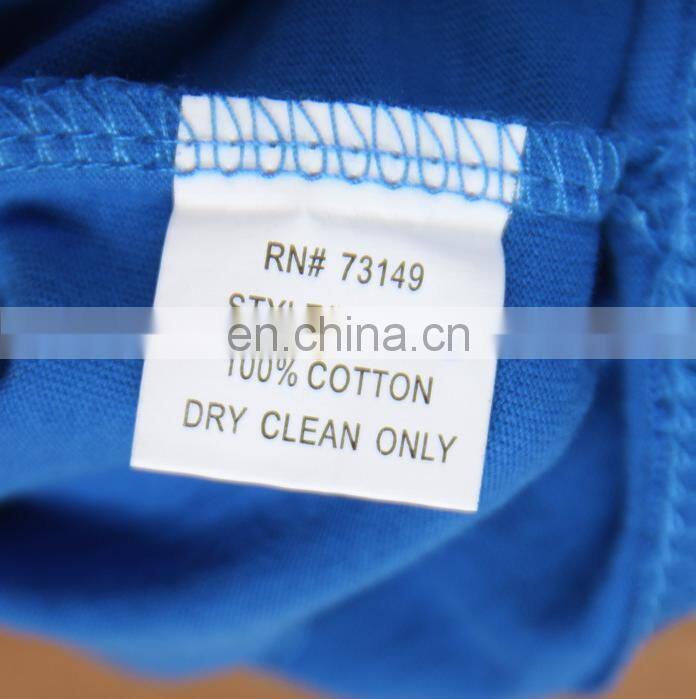 RN# 73149
en.china.cn
100% COTTON
DRY CLEAN ONLY